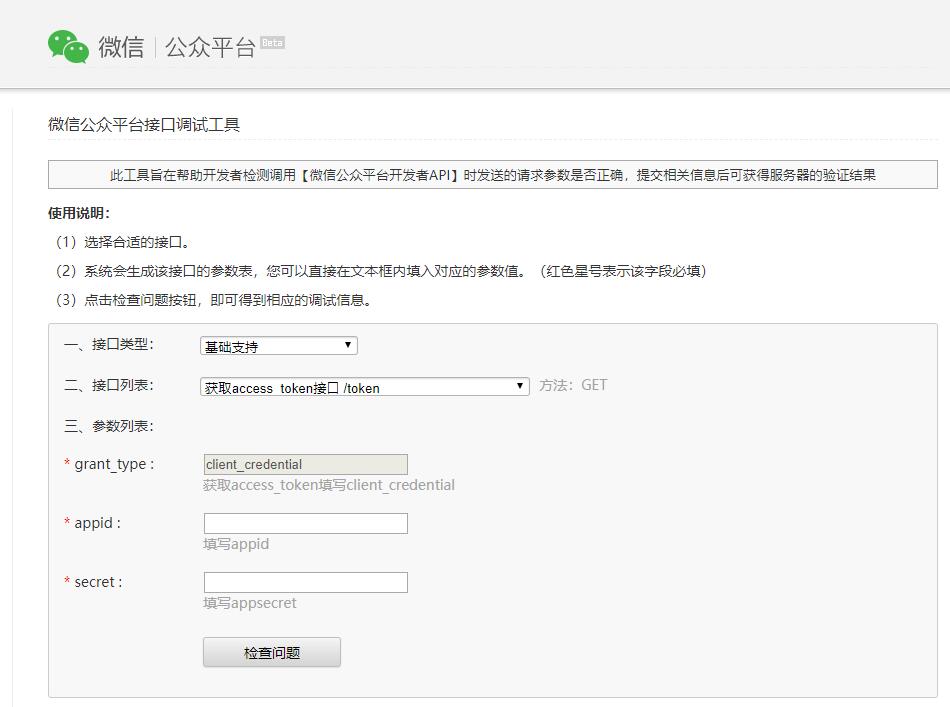 微信 公众平台 Beta
微信公众平台接口调试工具
此工具旨在帮助开发者检测调用【微信公众平台开发者API】时发送的请求参数是否正确，提交相关信息后可获得服务器的验证结果
使用说明：
（1）选择合适的接口。
（2）系统会生成该接口的参数表，您可以直接在文本框内填入对应的参数值。（红色星号表示该字段必填）
（3）点击检查问题按钮，即可得到相应的调试信息。
一、接口类型： 基础支持
二、接口列表： 获取access_token接口 /token 方法：GET
三、参数列表：
* grant_type : client_credential
获取access_token填写client_credential
* appid :
填写appid
* secret :
填写appsecret
检查问题